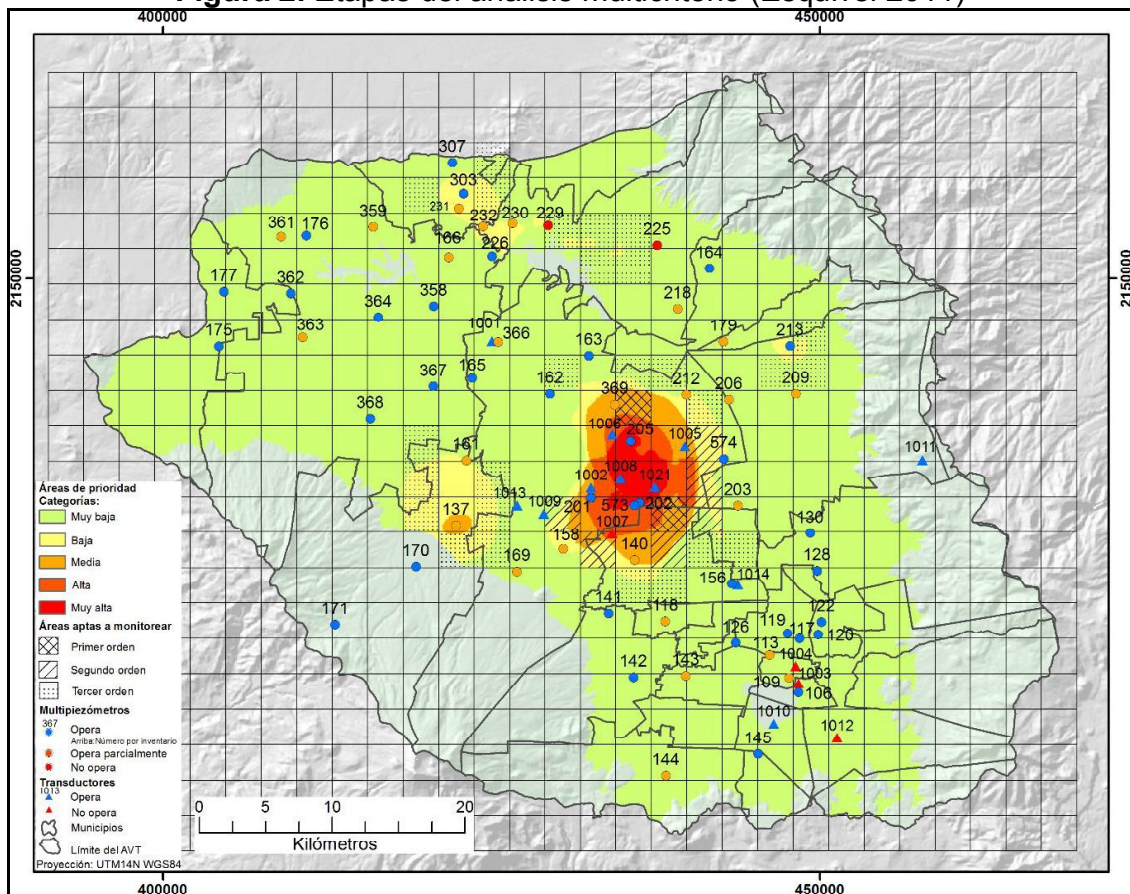 Figura 2. Etapas del análisis multicriterio (Esquivel 2011)
400000 450000
307
303
231 232 230 229
361 176 359
166 226 225
164
177 362
364 358 218
1001 366
363 163 179 213
175
367 165
162 369 212 206 209
368
1006 205 1005 574
161
1008 1011
1002 1021
1013 1009 201 573 202 203
137 1007
158 140 130
170 169 128
156 1014
141
171 118 122
119 117 120
126
113 1004
142 143 109 1003
106
1010
1012
145
144
2150000 2150000
Áreas de prioridad
Categorías:
Muy baja
Baja
Media
Alta
Muy alta
Áreas aptas a monitorear
Primer orden
Segundo orden
Tercer orden
Multipiezómetros
367
Opera
Arriba:Número por inventario
Opera parcialmente
No opera
Transductores
1013
Opera
No opera
Municipios
Límite del AVT
Proyección: UTM14N WGS84
0 5 10 20
Kilómetros
400000 450000